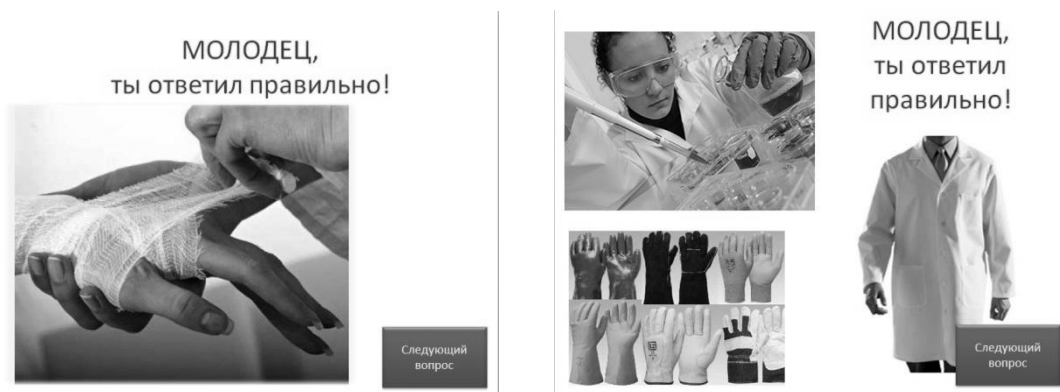 МОЛОДЕЦ,
ты ответил правильно!
Следующий
вопрос
МОЛОДЕЦ,
ты ответил
правильно!
Следующий
вопрос